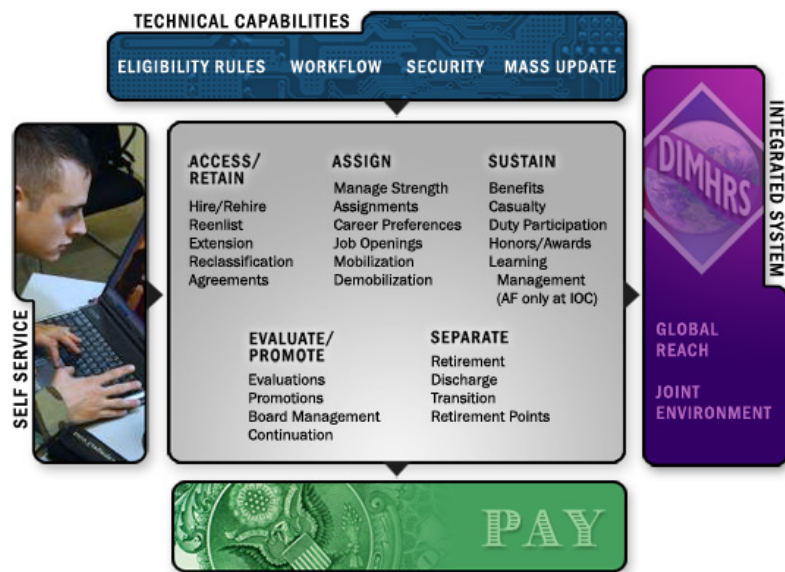 TECHNICAL CAPABILITIES
ELIGIBILITY RULES WORKFLOW SECURITY MASS UPDATE
SELF SERVICE
ACCESS/
RETAIN
Hire/Rehire
Reenlist
Extension
Reclassification
Agreements
ASSIGN
Manage Strength
Assignments
Career Preferences
Job Openings
Mobilization
Demobilization
SUSTAIN
Benefits
Casualty
Duty Participation
Honors/Awards
Learning
Management
(AF only at IOC)
EVALUATE/
PROMOTE
Evaluations
Promotions
Board Management
Continuation
SEPARATE
Retirement
Discharge
Transition
Retirement Points
INTEGRATED SYSTEM
DIMHRS
GLOBAL
REACH
JOINT
ENVIRONMENT
PAY